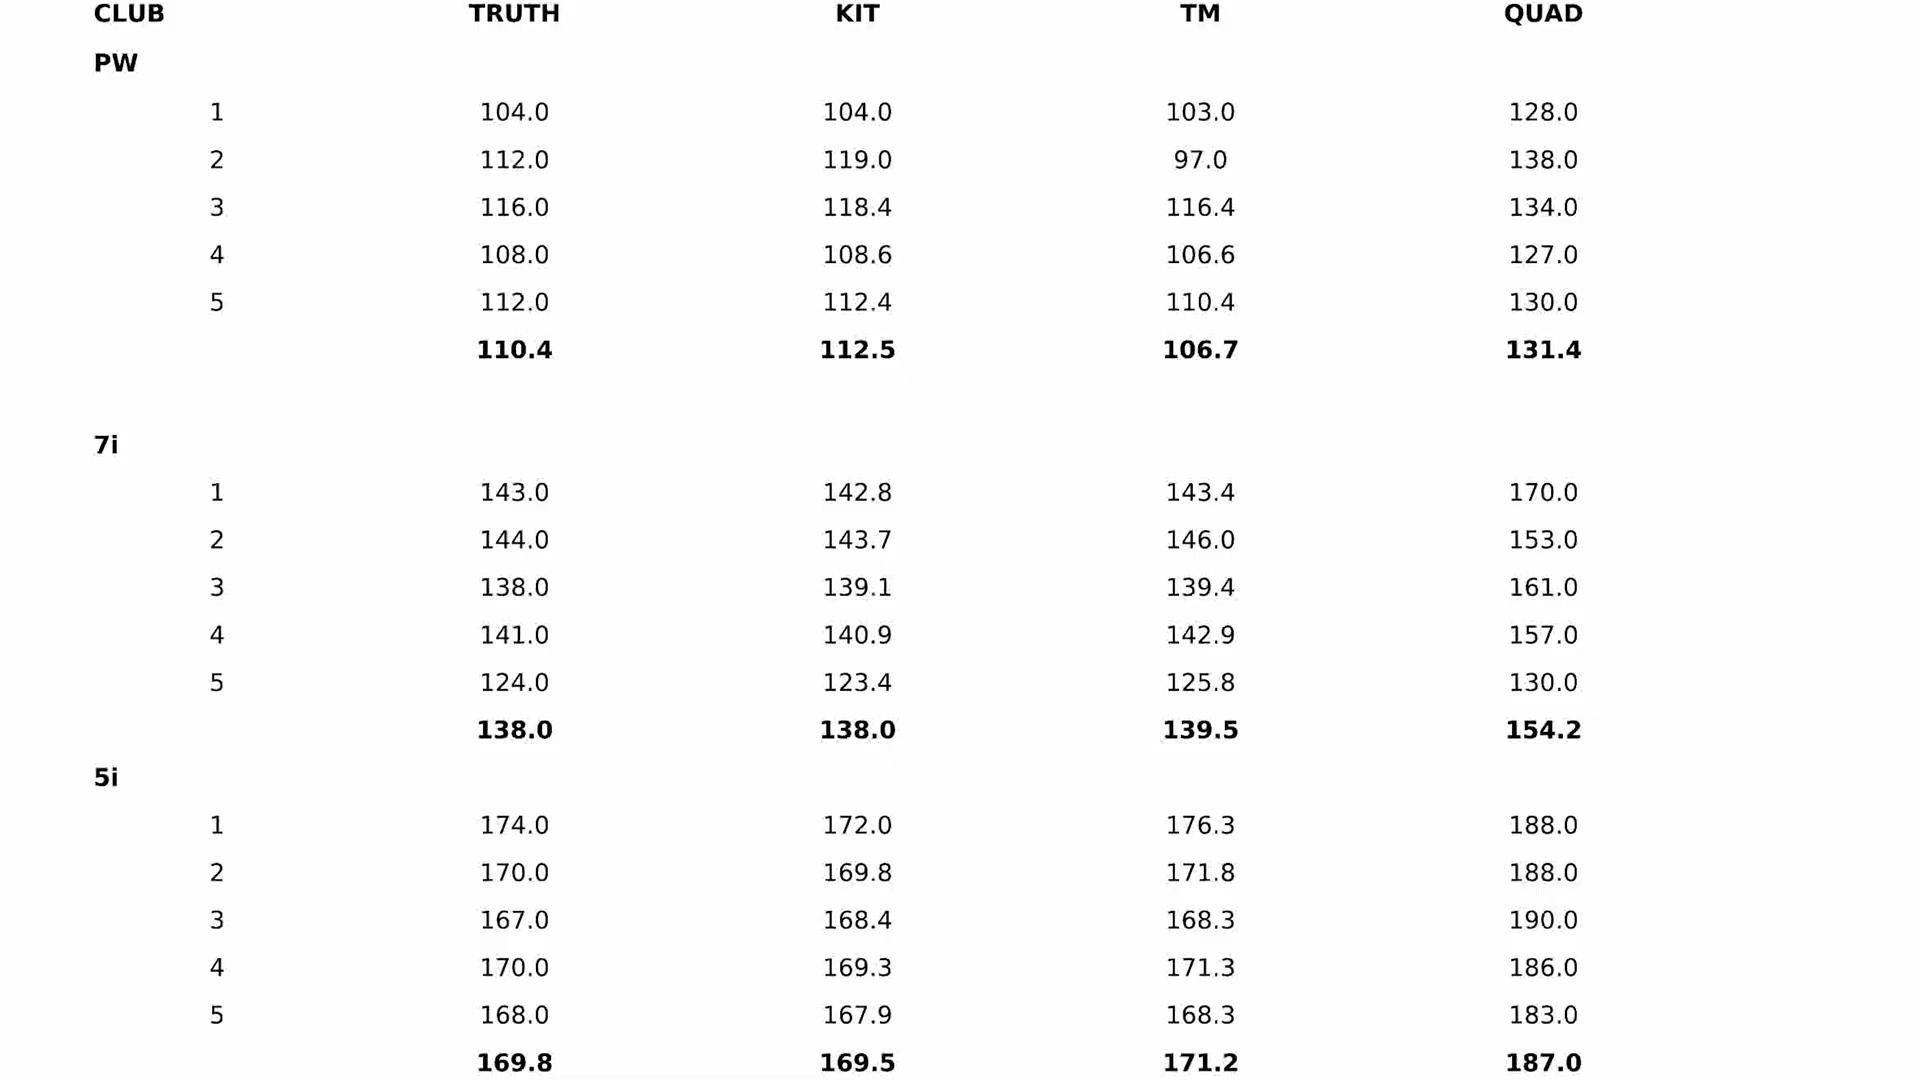 CLUB TRUTH KIT TM QUAD
PW
1 104.0 104.0 103.0 128.0
2 112.0 119.0 97.0 138.0
3 116.0 118.4 116.4 134.0
4 108.0 108.6 106.6 127.0
5 112.0 112.4 110.4 130.0
110.4 112.5 106.7 131.4
7i
1 143.0 142.8 143.4 170.0
2 144.0 143.7 146.0 153.0
3 138.0 139.1 139.4 161.0
4 141.0 140.9 142.9 157.0
5 124.0 123.4 125.8 130.0
138.0 138.0 139.5 154.2
5i
1 174.0 172.0 176.3 188.0
2 170.0 169.8 171.8 188.0
3 167.0 168.4 168.3 190.0
4 170.0 169.3 171.3 186.0
5 168.0 167.9 168.3 183.0
169.8 169.5 171.2 187.0